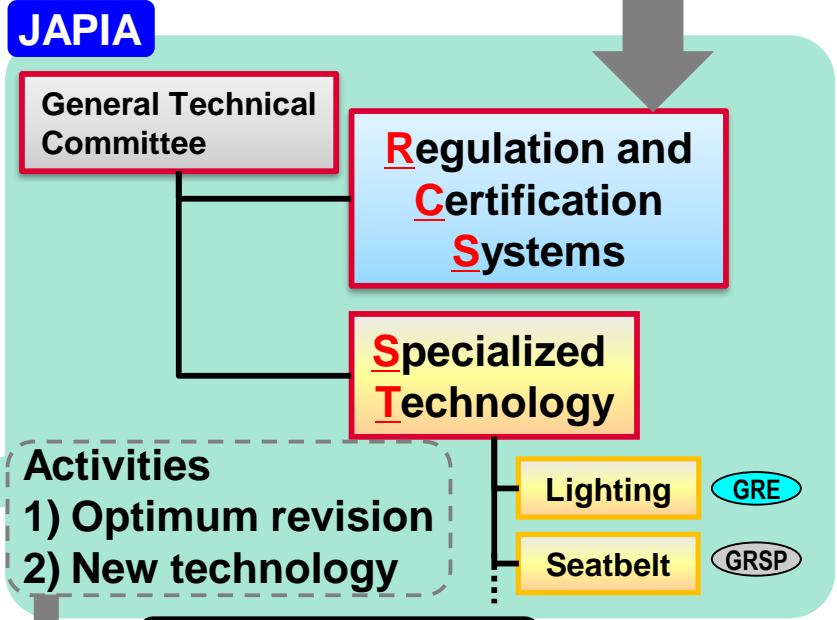 JAPIA
General Technical
Committee
Regulation and
Certification
Systems
Specialized
Technology
Activities
1) Optimum revision
2) New technology
Lighting
GRE
Seatbelt
GRSP